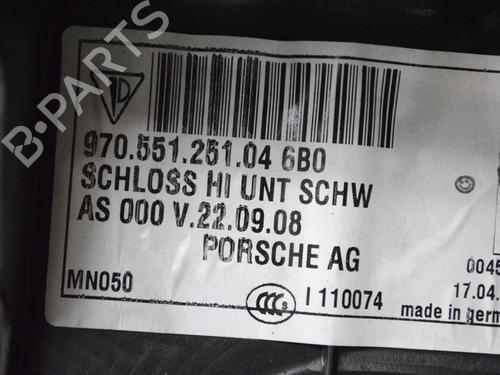 B-PARTS
970.551.251.04 6B0
SCHLOSS HI UNT SCHW
AS 000 V.22.09.08
PORSCHE AG
MN050
CCC S
I 110074
0045
17.04.
made in germ